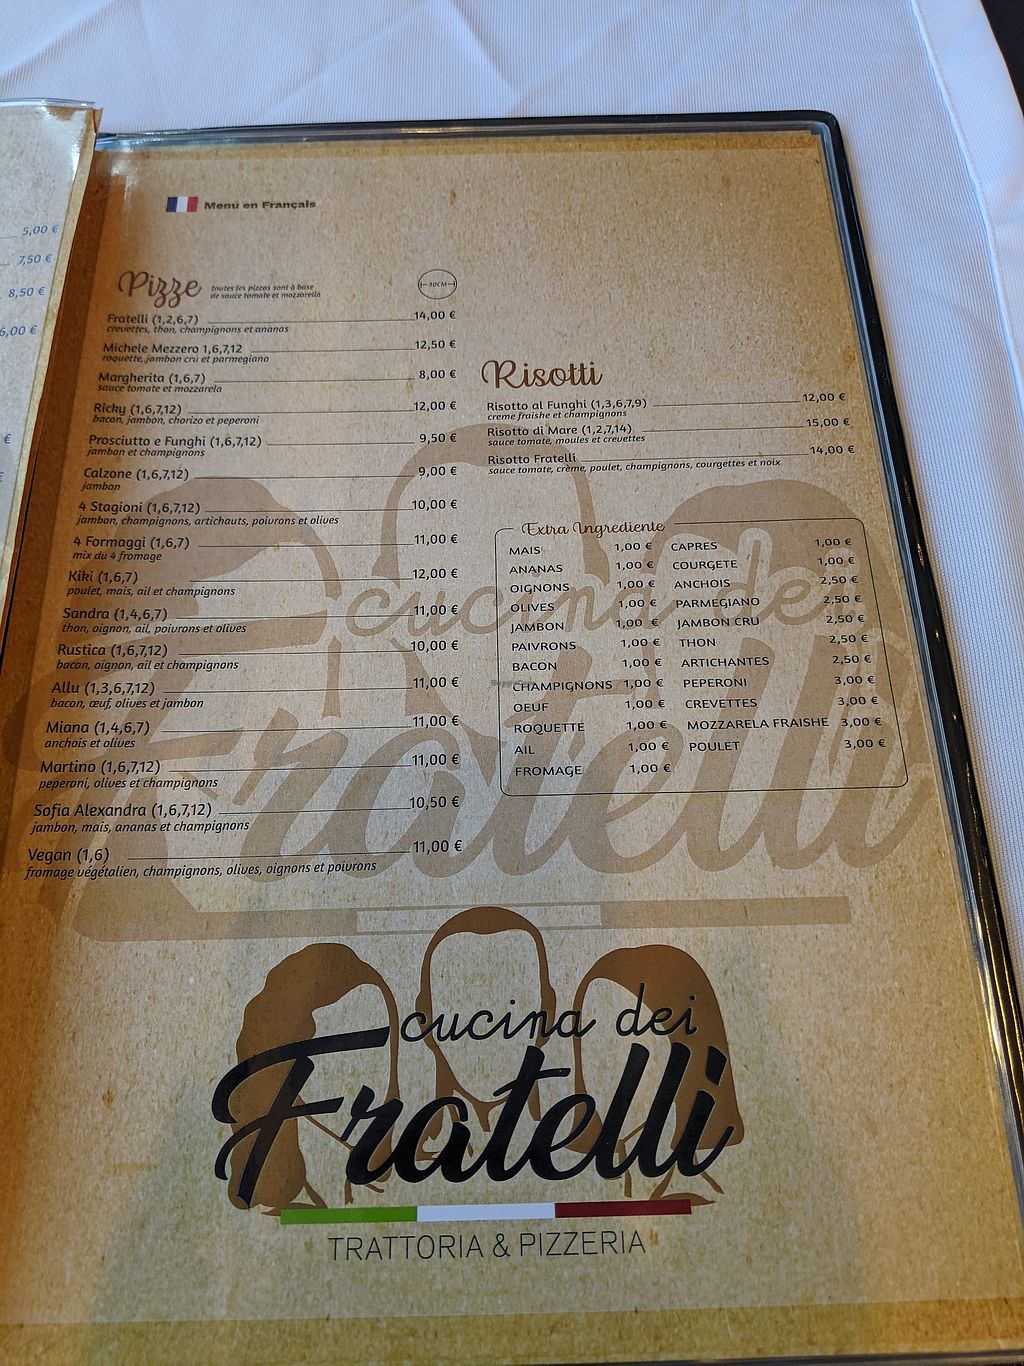 5,00 €
7,50 €
8,50 €
6,00 €
€
€
Menu en Français
Pizze
toutes les pizzas sont à base
de sauce tomate et mozzarella
30CM
Fratelli (1,2,6,7) 14,00 €
crevettes, thon, champignons et ananas
Michele Mezzero 1,6,7,12 12,50 €
roquette, jambon cru et parmegiano
Margherita (1,6,7) 8,00 €
sauce tomate et mozzarela
Ricky (1,6,7,12) 12,00 €
bacon, jambon, chorizo et peperoni
Prosciutto e Funghi (1,6,7,12) 9,50 €
jambon et champignons
Calzone (1,6,7,12) 9,00 €
jambon
4 Stagioni (1,6,7,12) 10,00 €
jambon, champignons, artichauts, poivrons et olives
4 Formaggi (1,6,7) 11,00 €
mix du 4 fromage
Kiki (1,6,7) 12,00 €
poulet, mais, ail et champignons
Sandra (1,4,6,7) 11,00 €
thon, oignon, ail, poivrons et olives
Rustica (1,6,7,12) 10,00 €
bacon, oignon, ail et champignons
Allu (1,3,6,7,12) 11,00 €
bacon, œuf, olives et jambon
Miana (1,4,6,7) 11,00 €
anchois et olives
Martino (1,6,7,12) 11,00 €
peperoni, olives et champignons
Sofia Alexandra (1,6,7,12) 10,50 €
jambon, mais, ananas et champignons
Vegan (1,6) 11,00 €
fromage végétalien, champignons, olives, oignons et poivrons
Risotti
Risotto al Funghi (1,3,6,7,9) 12,00 €
creme fraishe et champignons
Risotto di Mare (1,2,7,14) 15,00 €
sauce tomate, moules et crevettes
Risotto Fratelli 14,00 €
sauce tomate, crème, poulet, champignons, courgettes et noix
Extra Ingrediente
MAIS 1,00 € CAPRES 1,00 €
ANANAS 1,00 € COURGETE 1,00 €
OIGNONS 1,00 € ANCHOIS 2,50 €
OLIVES 1,00 € PARMEGIANO 2,50 €
JAMBON 1,00 € JAMBON CRU 2,50 €
PAIVRONS 1,00 € THON 2,50 €
BACON 1,00 € ARTICHANTES 2,50 €
CHAMPIGNONS 1,00 € PEPERONI 3,00 €
OEUF 1,00 € CREVETTES 3,00 €
ROQUETTE 1,00 € MOZZARELA FRAISHE 3,00 €
AIL 1,00 € POULET 3,00 €
FROMAGE 1,00 €
HappyCow
cucina de
Fratelli
cucina dei
Fratelli
TRATTORIA & PIZZERIA